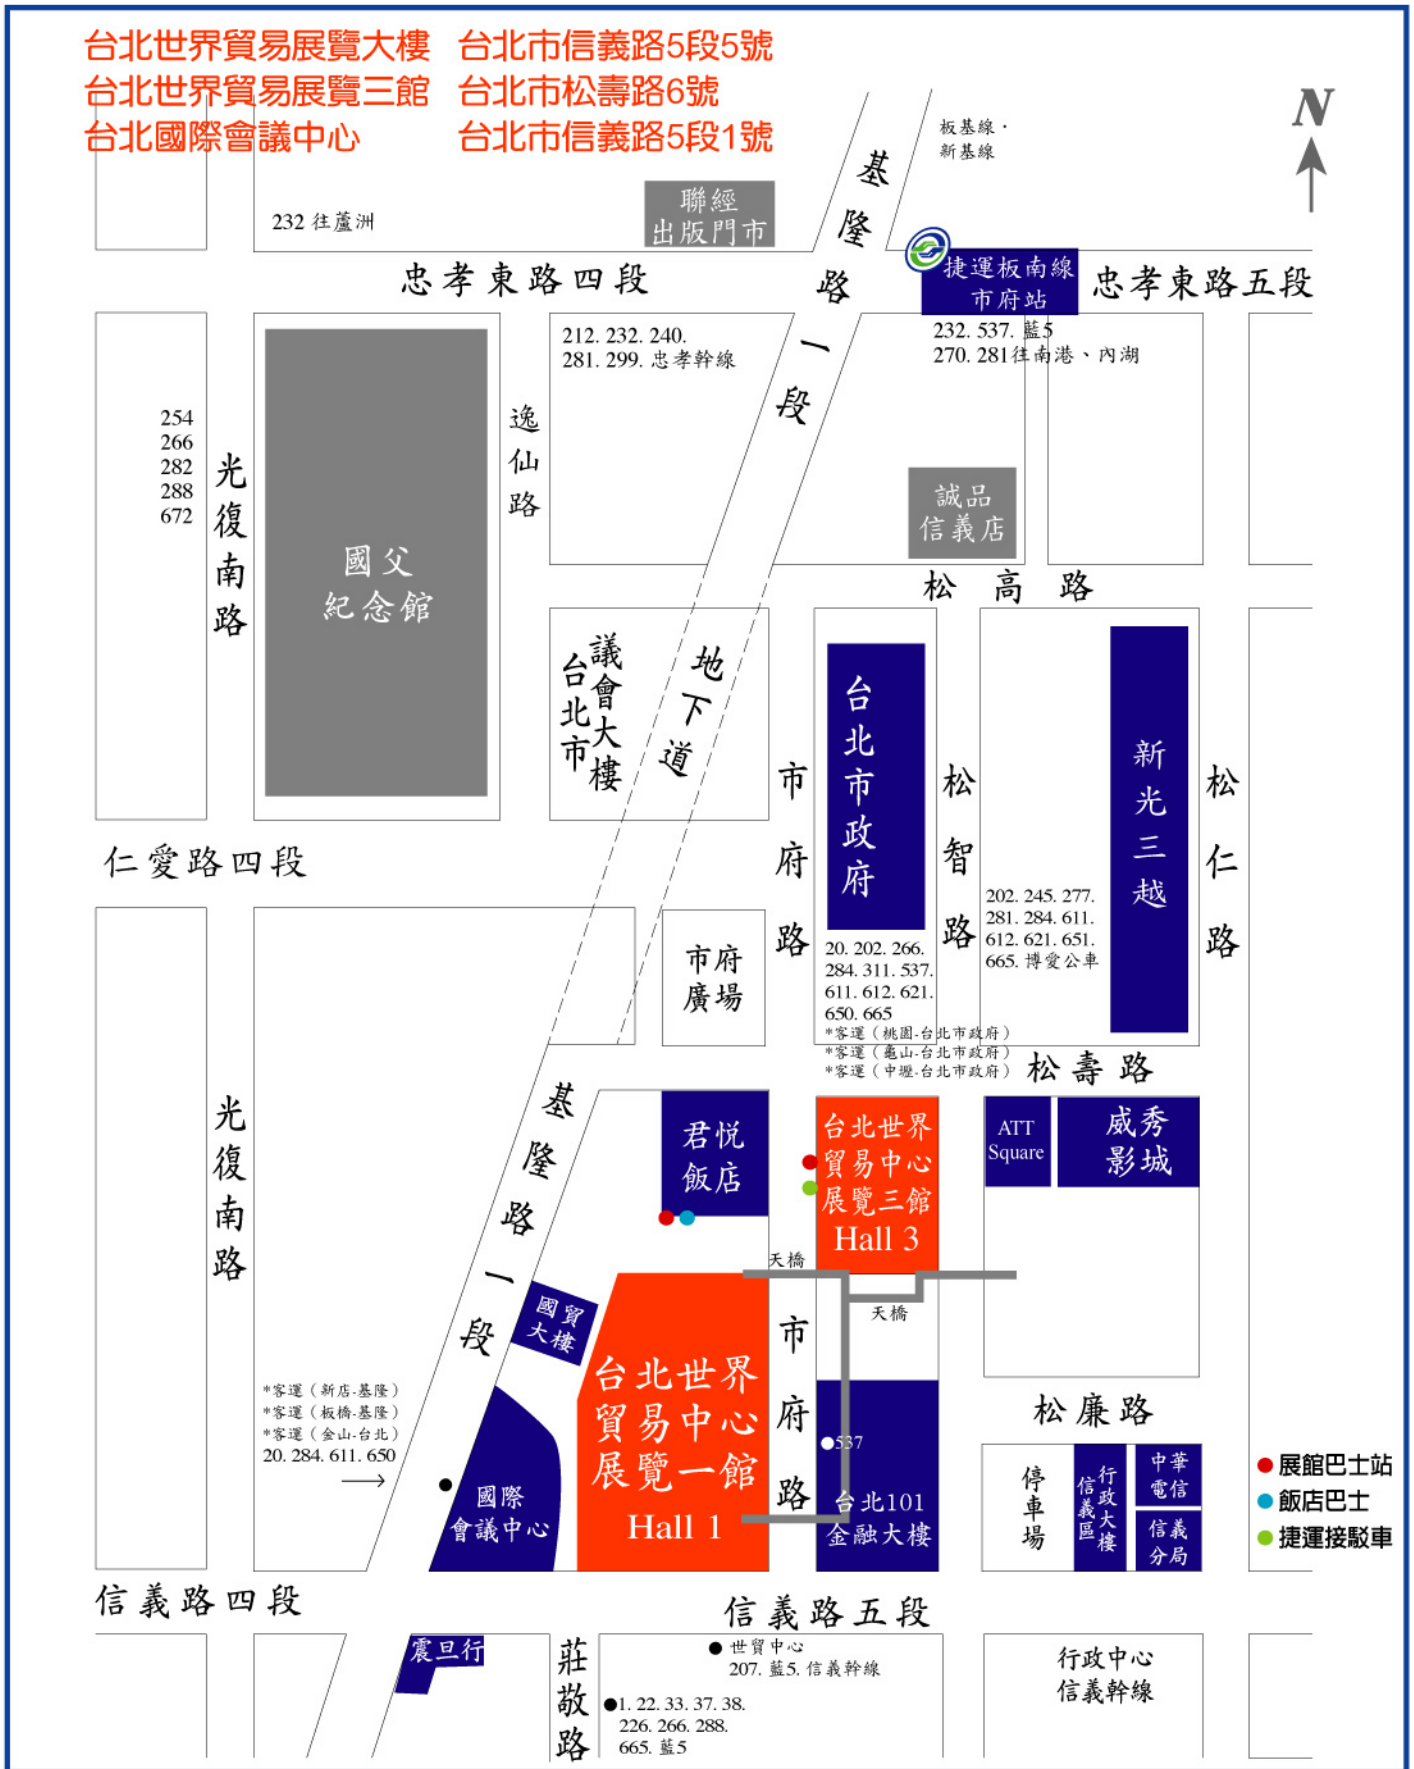 台北世界貿易展覽大樓 台北市信義路5段5號
台北世界貿易展覽三館 台北市松壽路6號
台北國際會議中心 台北市信義路5段1號
N
板基線·
新基線
基隆路一段
聯經
出版門市
232 往蘆洲
捷運板南線
市府站
忠孝東路四段
忠孝東路五段
212. 232. 240.
281. 299. 忠孝幹線
232. 537. 藍5
270. 281往南港、內湖
254
266
282
288
672
光復南路
逸仙路
國父
紀念館
誠品
信義店
松高路
台北市
議會大樓
地下道
市府路
台北市政府
松智路
新光三越
松仁路
仁愛路四段
202. 245. 277.
281. 284. 611.
612. 621. 651.
665. 博愛公車
市府
廣場
20. 202. 266.
284. 311. 537.
611. 612. 621.
650. 665
*客運（桃園-台北市政府）
*客運（龜山-台北市政府）
*客運（中壢-台北市政府）
松壽路
光復南路
基隆路一段
君悅
飯店
台北世界
貿易中心
展覽三館
Hall 3
ATT
Square
威秀
影城
天橋
天橋
國貿
大樓
台北世界
貿易中心
展覽一館
Hall 1
市府路
松廉路
*客運（新店-基隆）
*客運（板橋-基隆）
*客運（金山-台北）
20. 284. 611. 650
國際
會議中心
537
台北101
金融大樓
停車場
信義區
行政大樓
中華
電信
信義
分局
展館巴士站
飯店巴士
捷運接駁車
信義路四段
信義路五段
震旦行
莊敬路
世貿中心
207. 藍5. 信義幹線
1. 22. 33. 37. 38.
226. 266. 288.
665. 藍5
行政中心
信義幹線